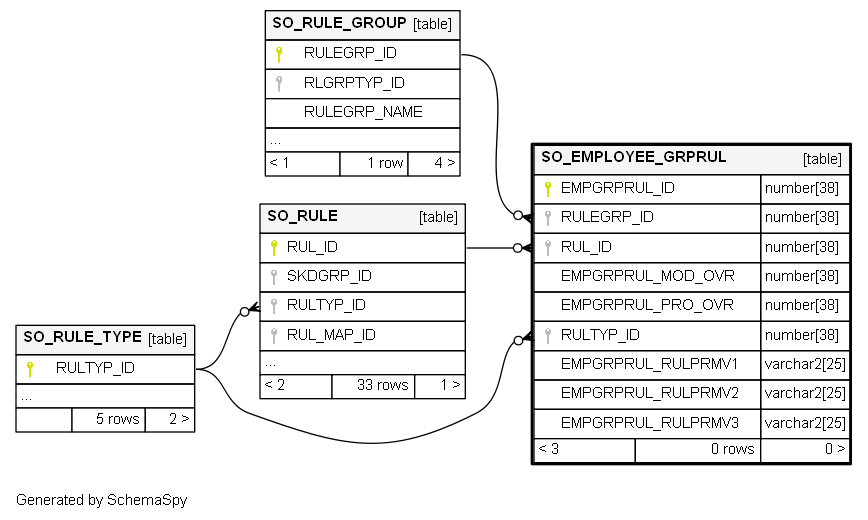 SO_RULE_GROUP [table]
RULEGRP_ID
RLGRPTYP_ID
RULEGRP_NAME
...
< 1 1 row 4 >
SO_EMPLOYEE_GRPRUL [table]
EMPGRPRUL_ID number[38]
RULEGRP_ID number[38]
RUL_ID number[38]
EMPGRPRUL_MOD_OVR number[38]
EMPGRPRUL_PRO_OVR number[38]
RULTYP_ID number[38]
EMPGRPRUL_RULPRMV1 varchar2[25]
EMPGRPRUL_RULPRMV2 varchar2[25]
EMPGRPRUL_RULPRMV3 varchar2[25]
< 3 0 rows 0 >
SO_RULE [table]
RUL_ID
SKDGRP_ID
RULTYP_ID
RUL_MAP_ID
...
< 2 33 rows 1 >
SO_RULE_TYPE [table]
RULTYP_ID
...
5 rows 2 >
Generated by SchemaSpy